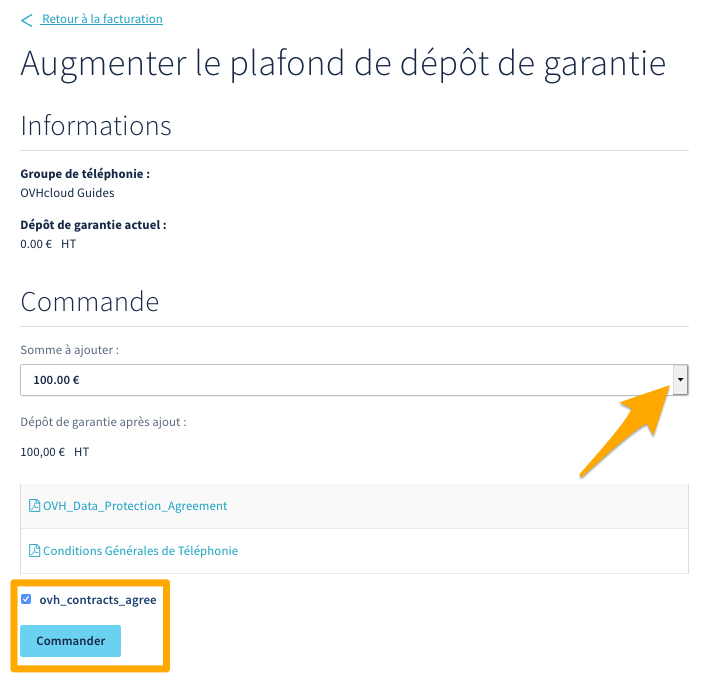 Retour à la facturation
Augmenter le plafond de dépôt de garantie
Informations
Groupe de téléphonie :
OVHcloud Guides
Dépôt de garantie actuel :
0.00 € HT
Commande
Somme à ajouter :
100.00 €
Dépôt de garantie après ajout :
100,00 € HT
OVH_Data_Protection_Agreement
Conditions Générales de Téléphonie
ovh_contracts_agree
Commander